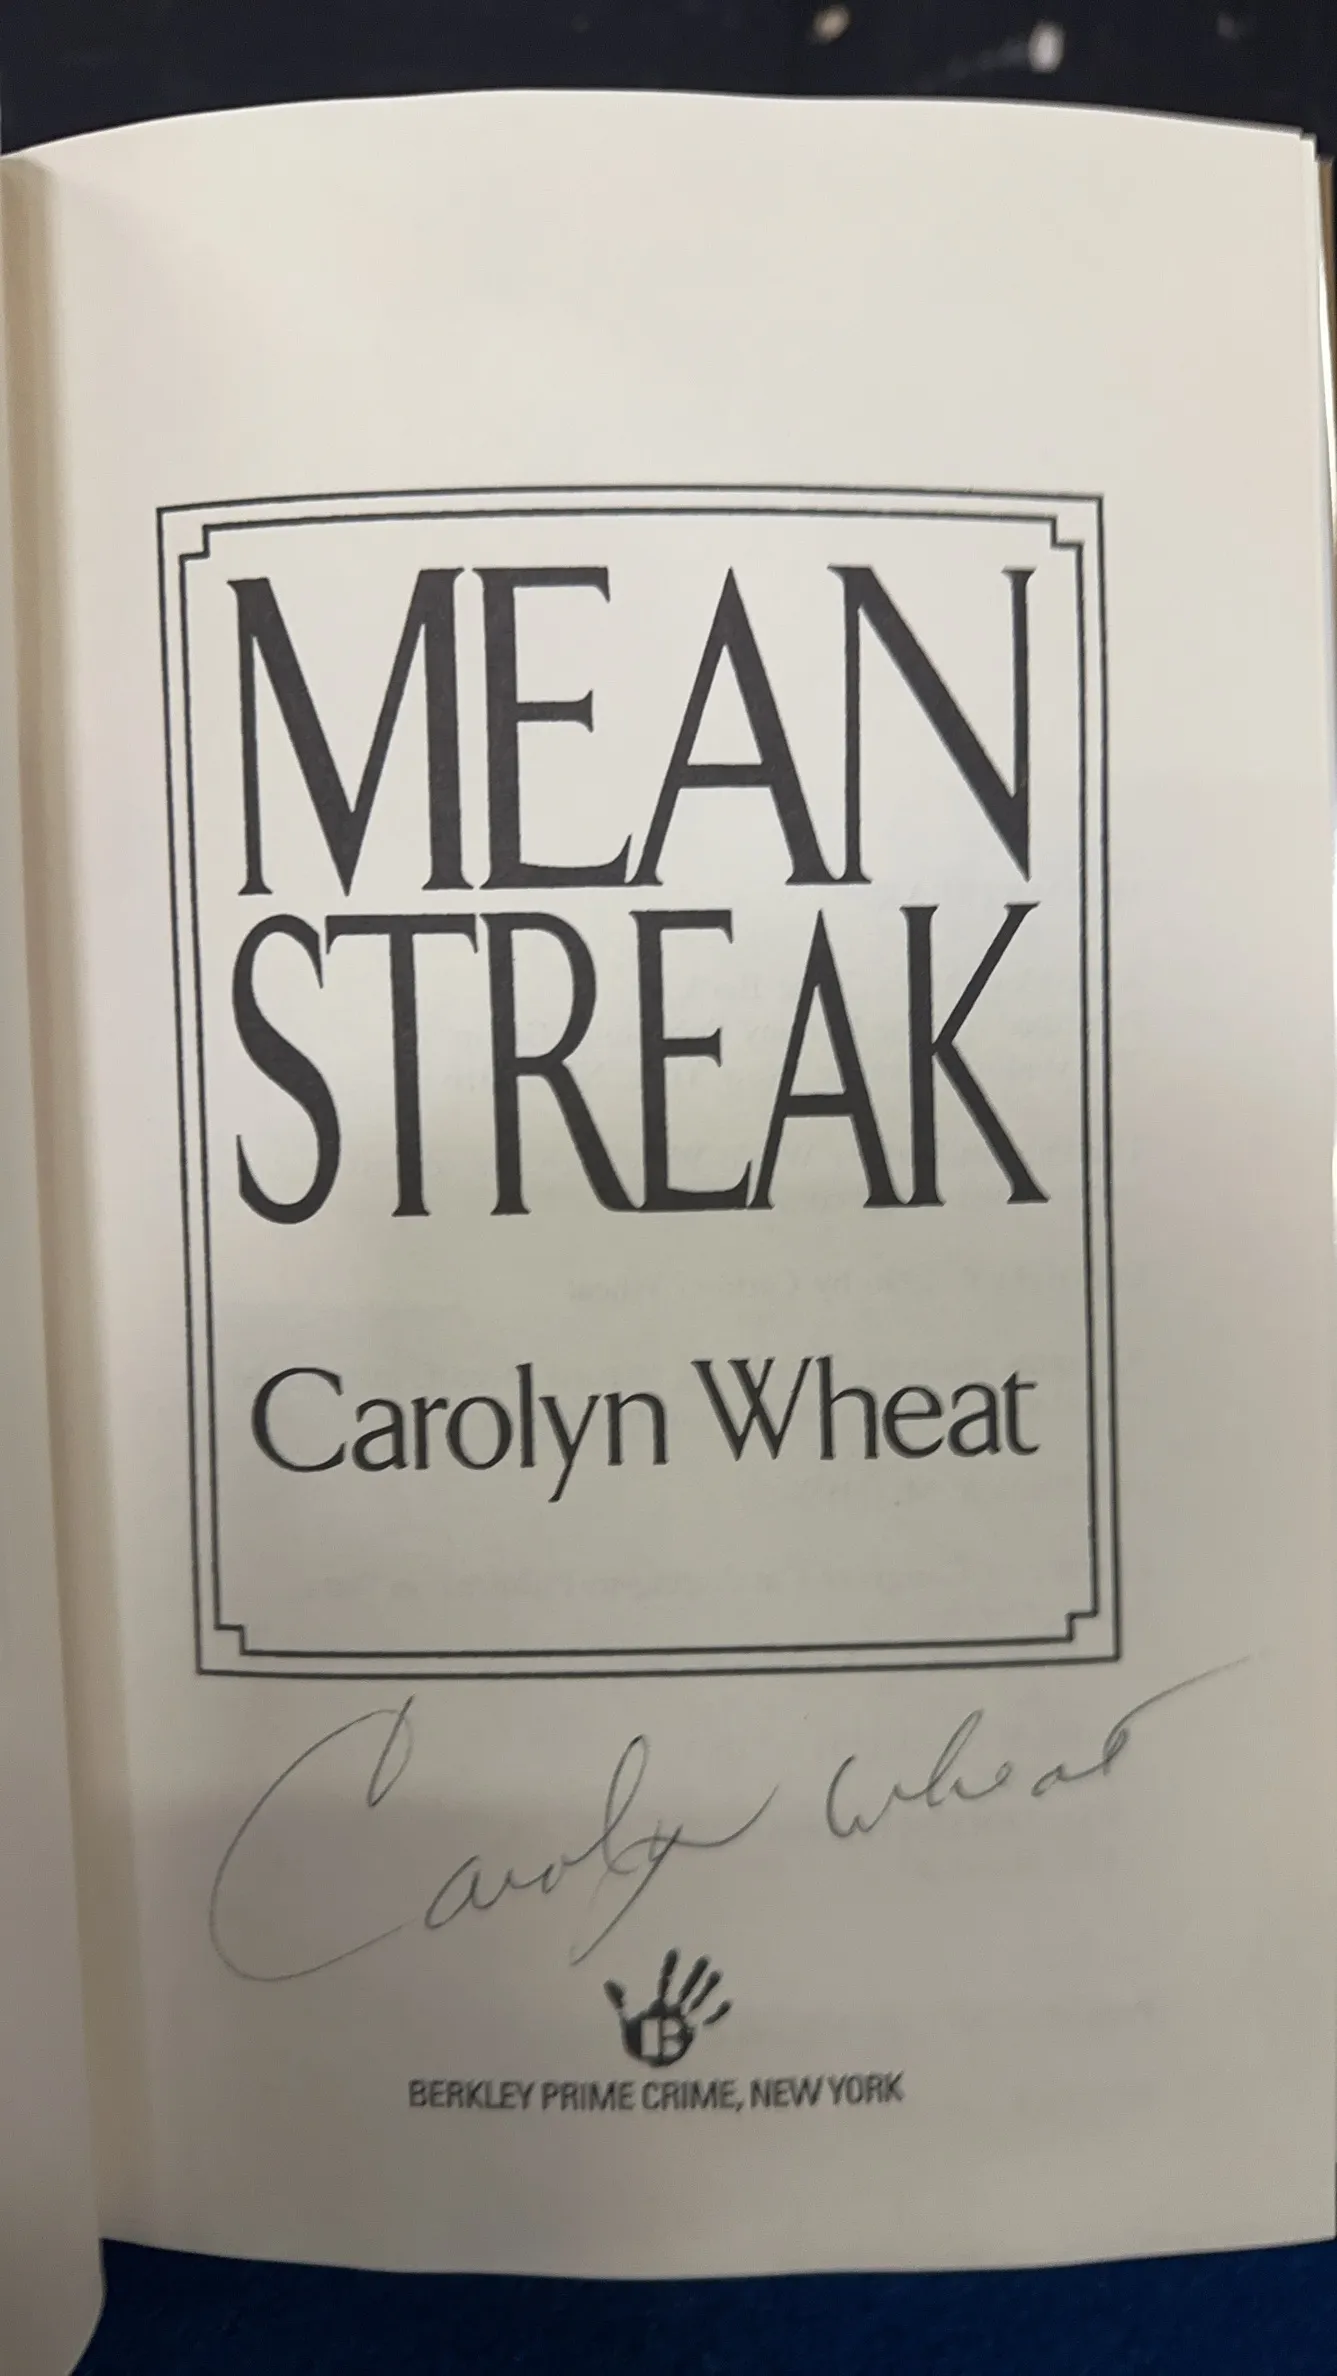 MEAN
STREAK
Carolyn Wheat
Carolyn Wheat
B
BERKLEY PRIME CRIME, NEW YORK